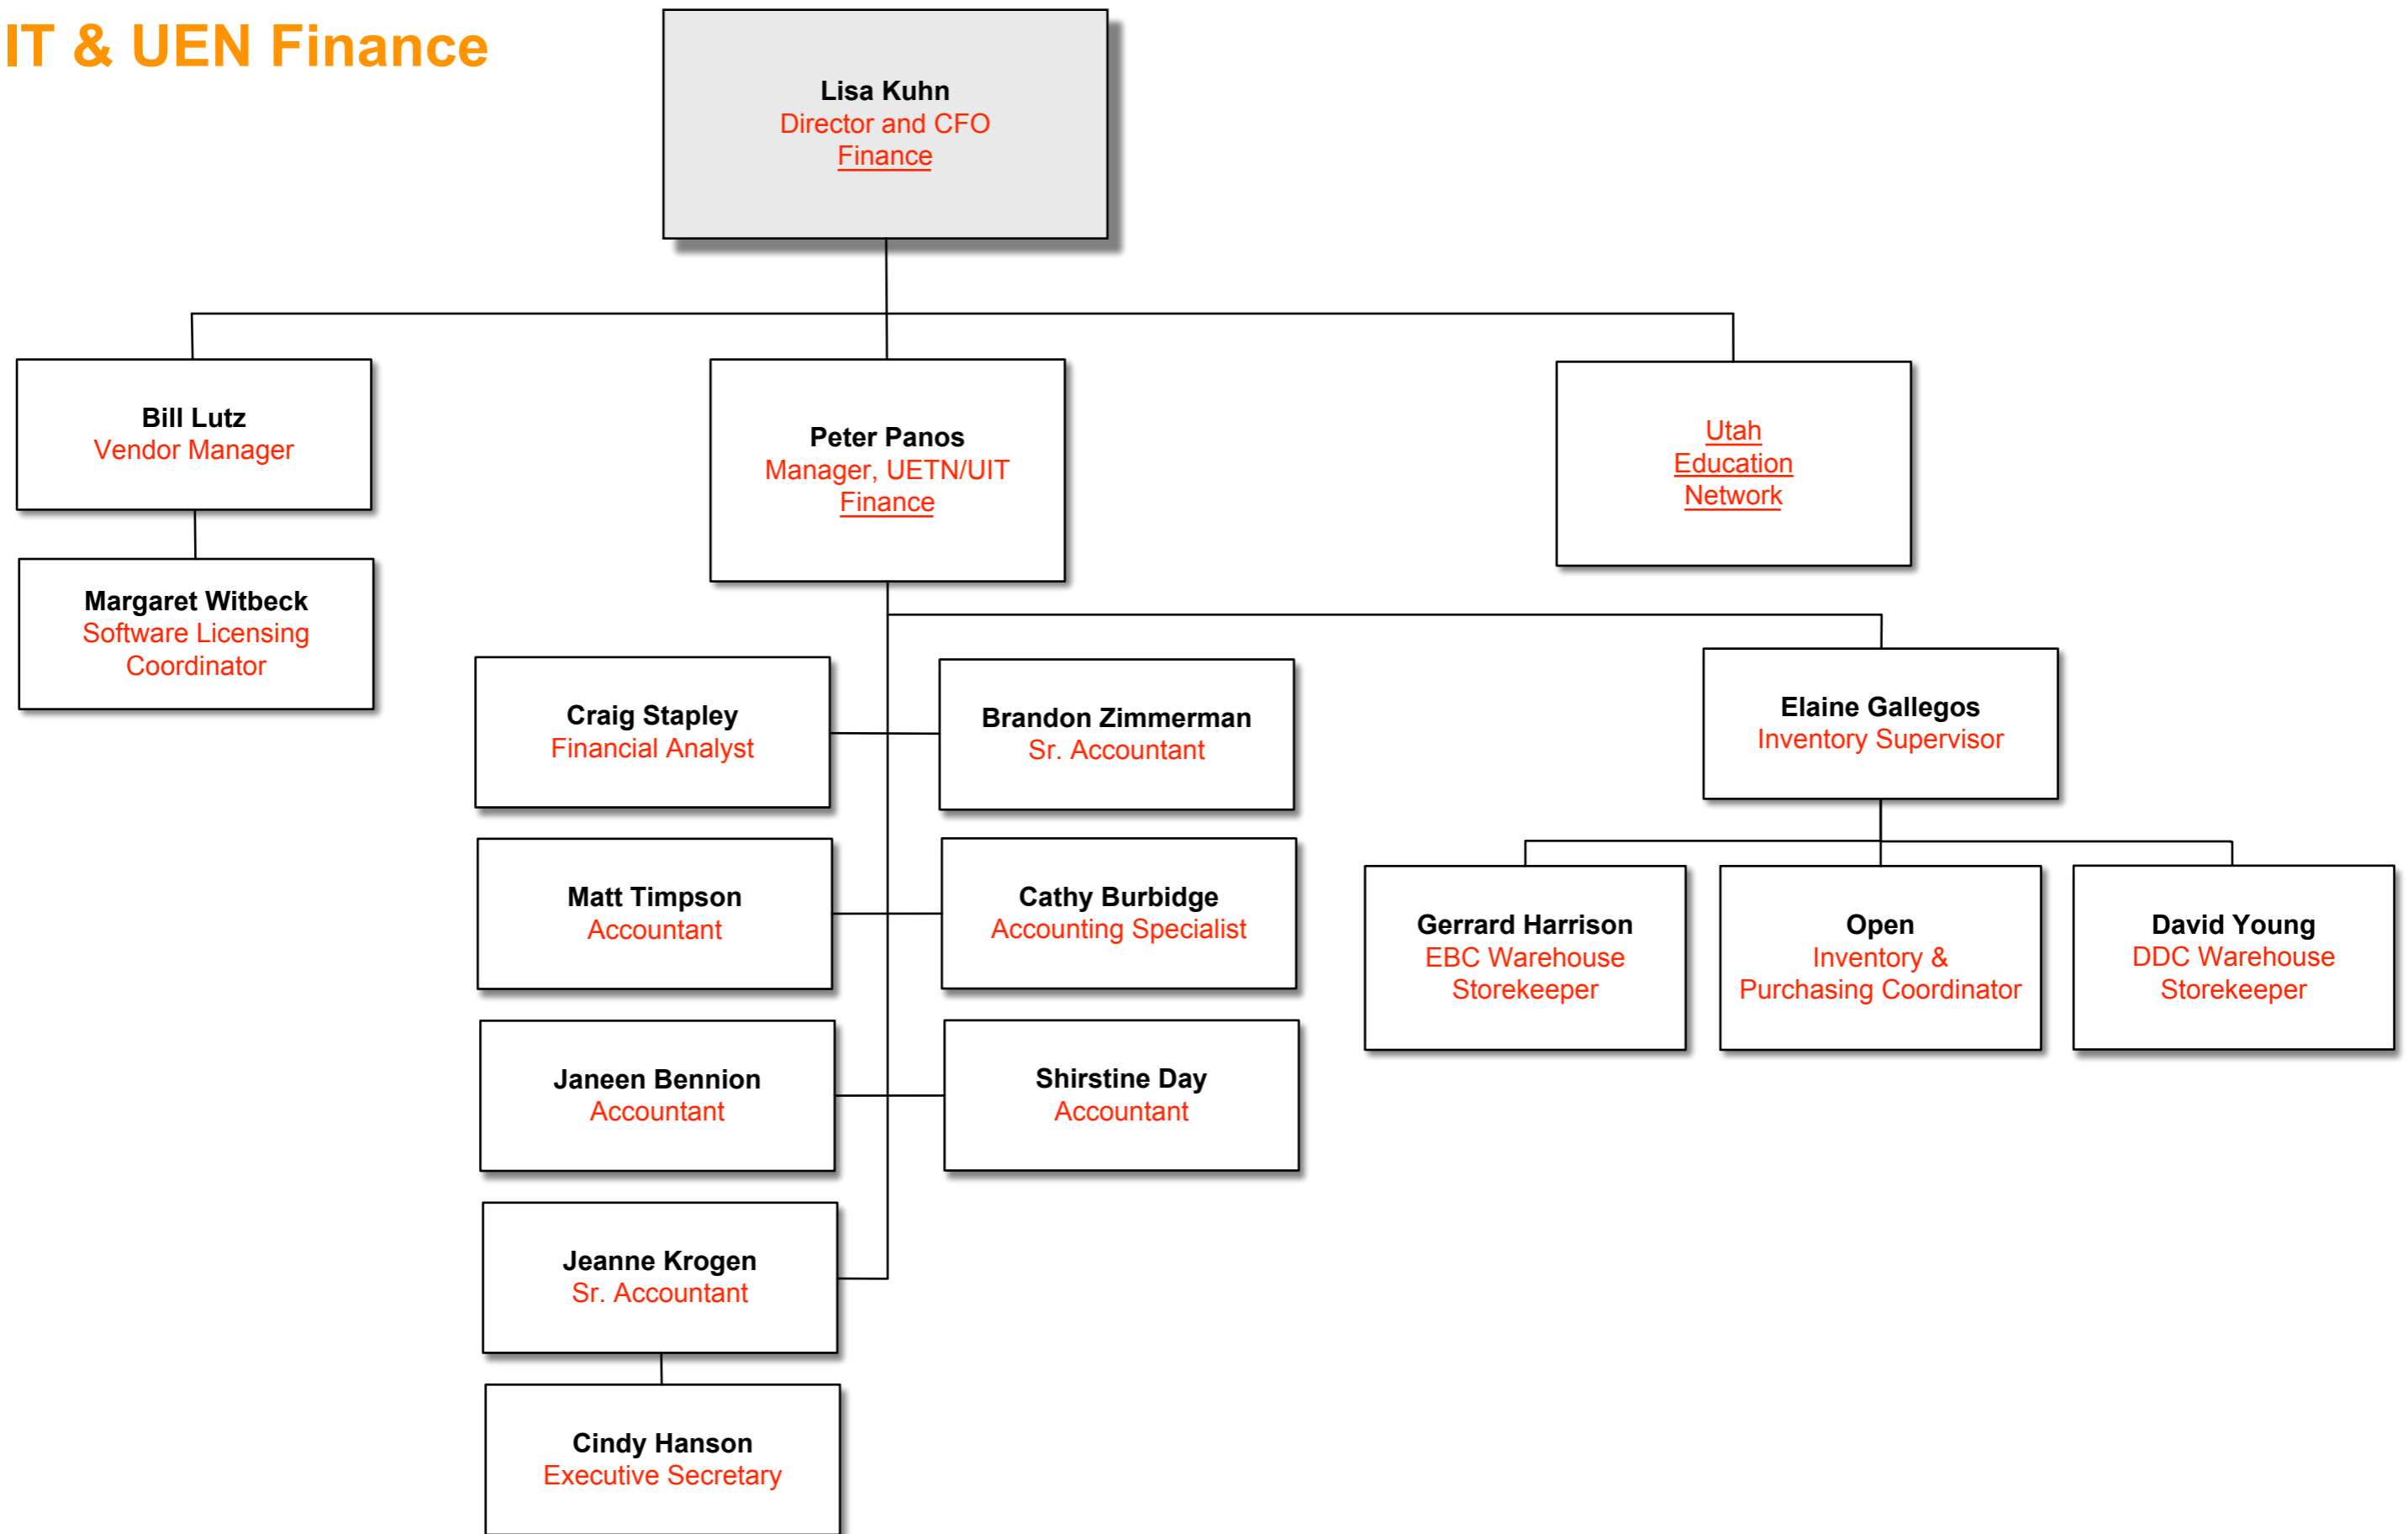 IT & UEN Finance
Lisa Kuhn
Director and CFO
Finance
Bill Lutz
Vendor Manager
Peter Panos
Manager, UETN/UIT
Finance
Utah
Education
Network
Margaret Witbeck
Software Licensing
Coordinator
Craig Stapley
Financial Analyst
Brandon Zimmerman
Sr. Accountant
Elaine Gallegos
Inventory Supervisor
Matt Timpson
Accountant
Cathy Burbidge
Accounting Specialist
Gerrard Harrison
EBC Warehouse
Storekeeper
Open
Inventory &
Purchasing Coordinator
David Young
DDC Warehouse
Storekeeper
Janeen Bennion
Accountant
Shirstine Day
Accountant
Jeanne Krogen
Sr. Accountant
Cindy Hanson
Executive Secretary